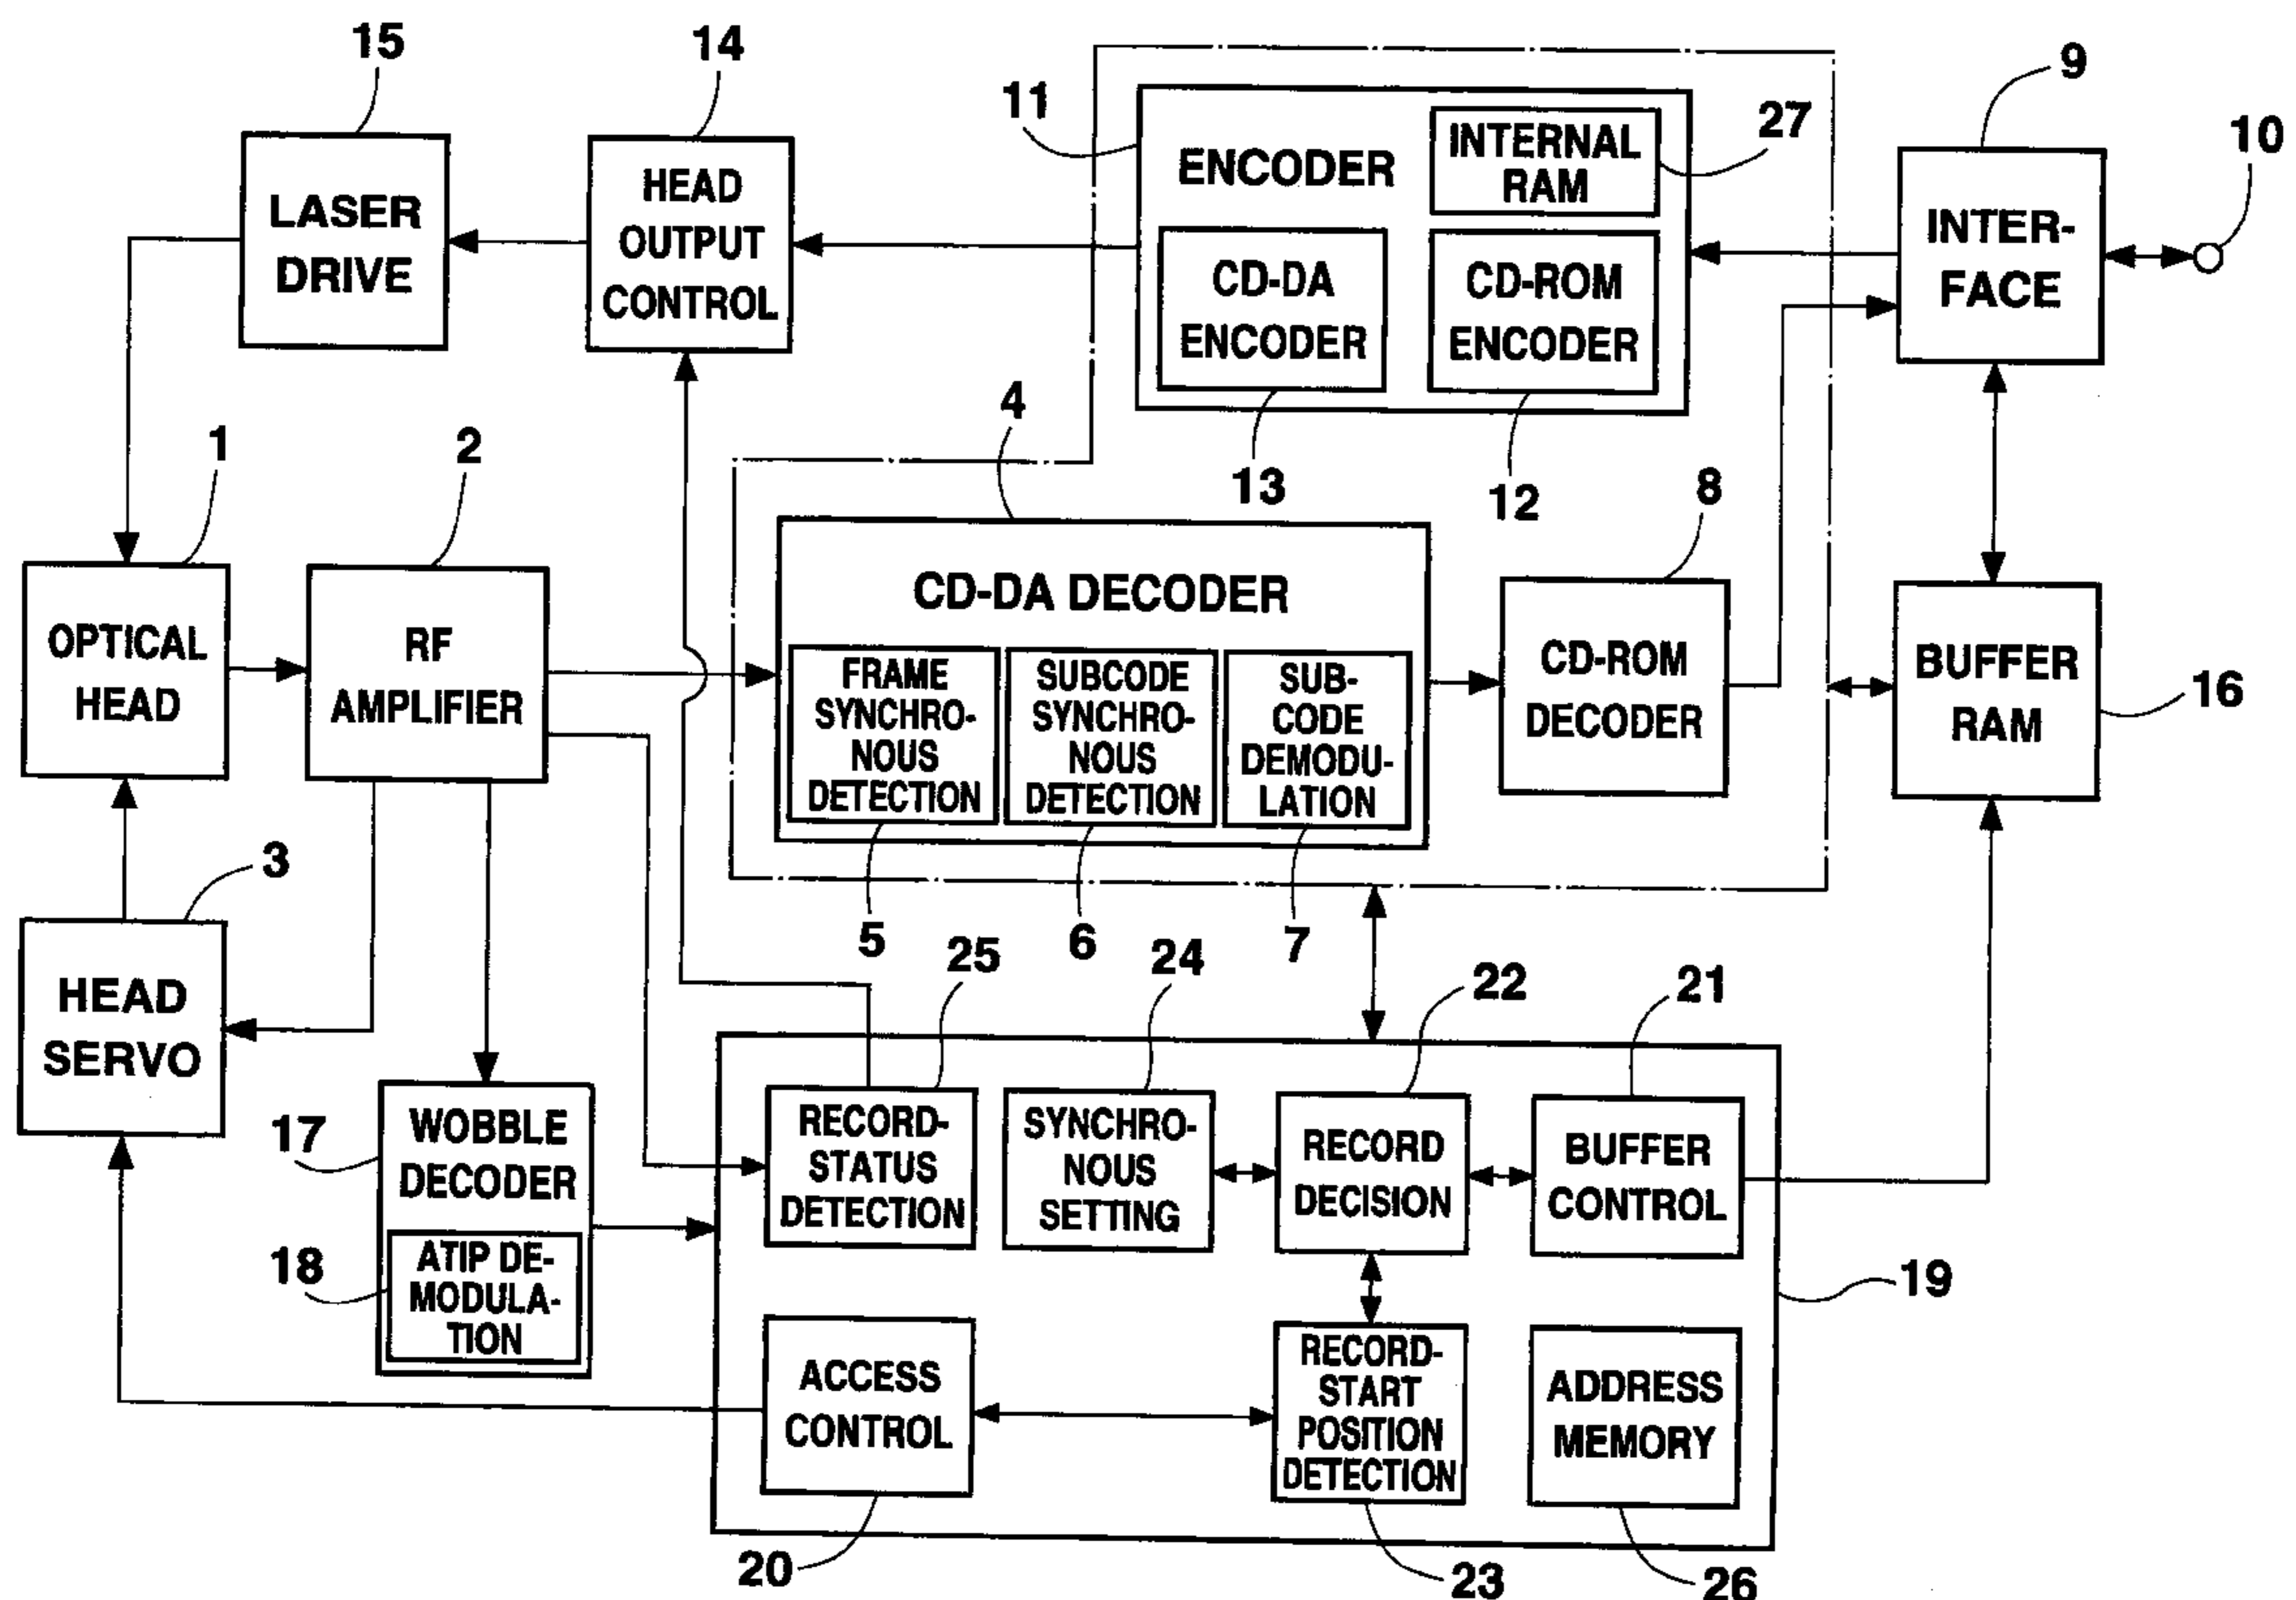 15
14
9
11
27
10
LASER
DRIVE
HEAD
OUTPUT
CONTROL
ENCODER
INTERNAL
RAM
CD-DA
ENCODER
CD-ROM
ENCODER
INTER-
FACE
13
12
1
2
4
8
OPTICAL
HEAD
RF
AMPLIFIER
CD-DA DECODER
FRAME
SYNCHRO-
NOUS
DETECTION
SUBCODE
SYNCHRO-
NOUS
DETECTION
SUB-
CODE
DEMODU-
LATION
CD-ROM
DECODER
BUFFER
RAM
16
3
5
6
7
HEAD
SERVO
25
24
22
21
17
WOBBLE
DECODER
18
ATIP DE-
MODULA-
TION
RECORD-
STATUS
DETECTION
SYNCHRO-
NOUS
SETTING
RECORD
DECISION
BUFFER
CONTROL
19
ACCESS
CONTROL
RECORD-
START
POSITION
DETECTION
ADDRESS
MEMORY
20
23
26